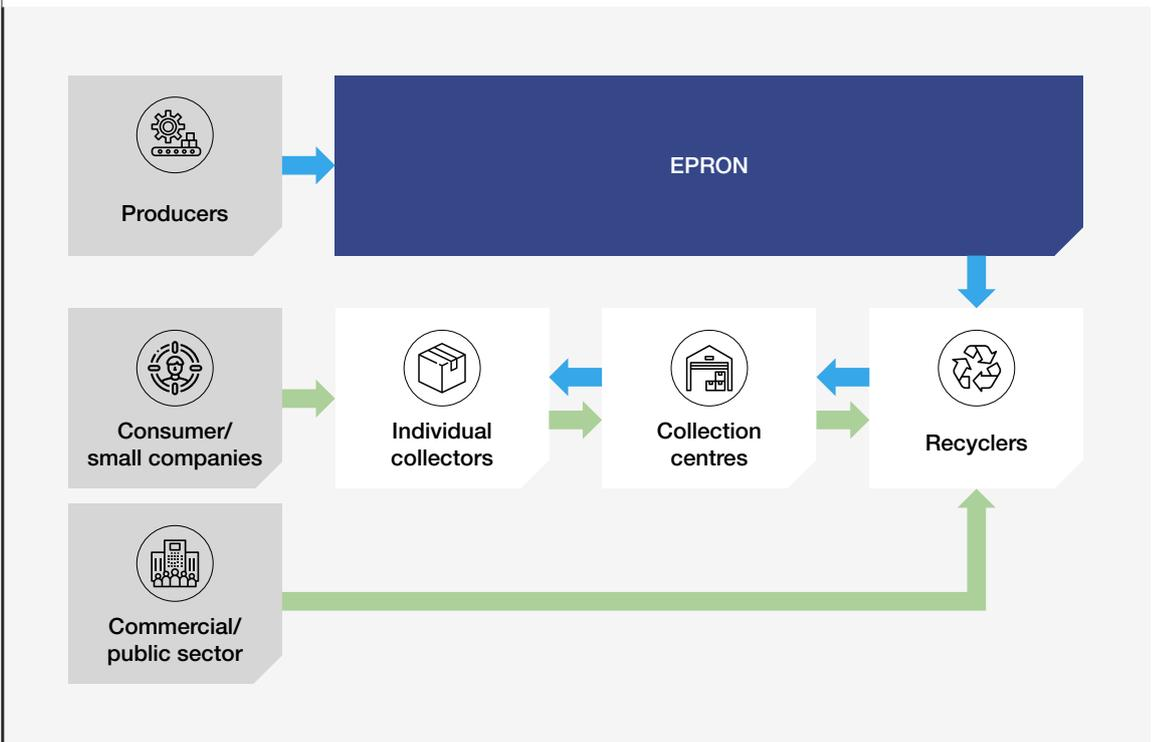 Producers
EPRON
Consumer/
small companies
Individual
collectors
Collection
centres
Recyclers
Commercial/
public sector